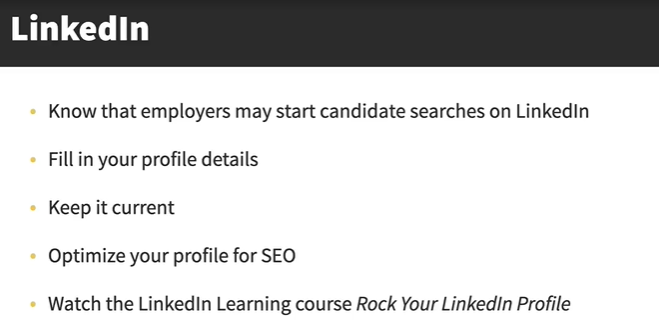 LinkedIn
• Know that employers may start candidate searches on LinkedIn
• Fill in your profile details
• Keep it current
• Optimize your profile for SEO
• Watch the LinkedIn Learning course Rock Your LinkedIn Profile